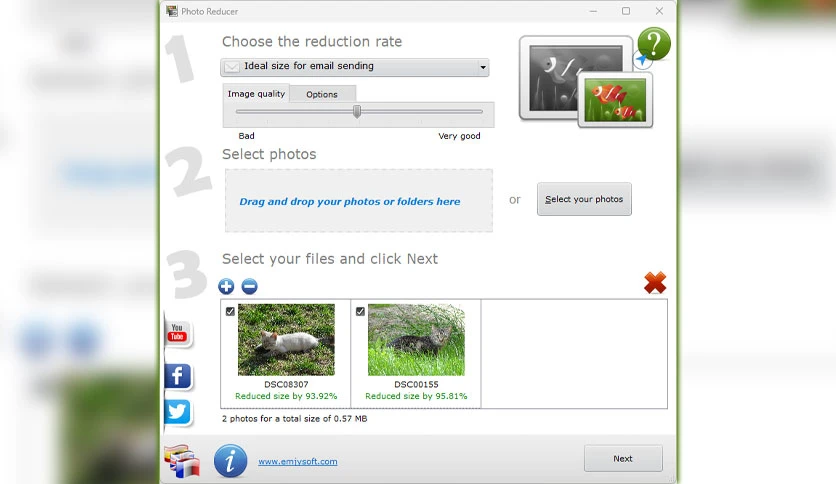 Photo Reducer
1
Choose the reduction rate
Ideal size for email sending
Image quality
Options
Bad
Very good
2
Select photos
Drag and drop your photos or folders here
or
Select your photos
3
Select your files and click Next
DSC08307
Reduced size by 93.92%
DSC00155
Reduced size by 95.81%
2 photos for a total size of 0.57 MB
You
Tube
www.emjysoft.com
Next